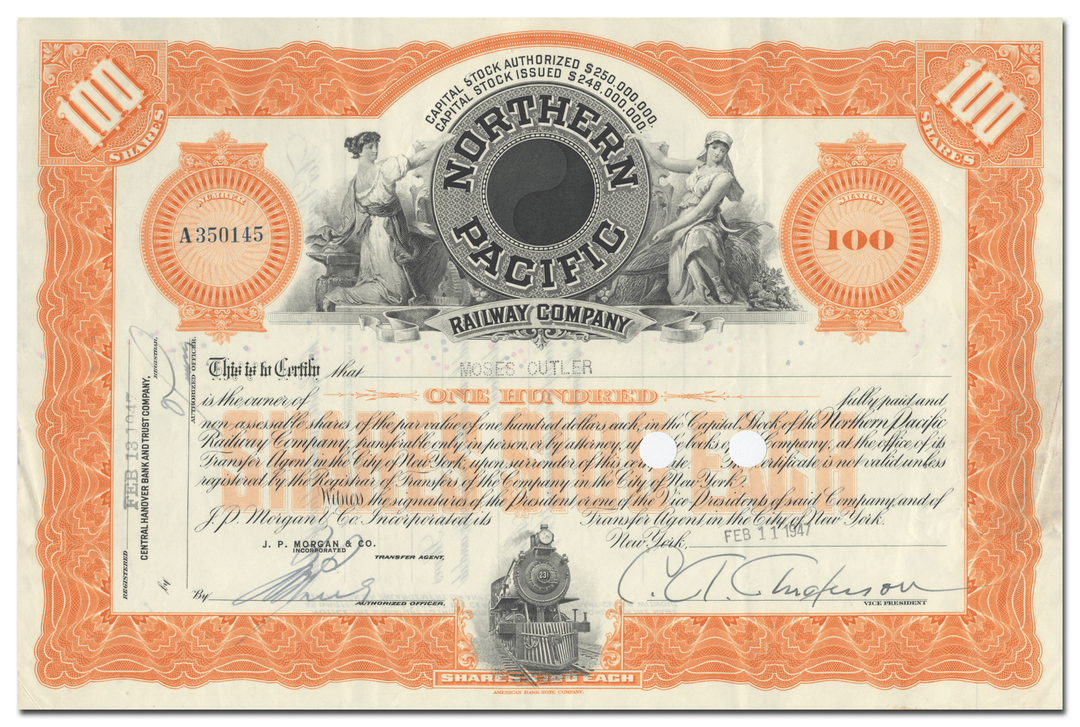 100
SHARES
100
SHARES
CAPITAL STOCK AUTHORIZED $250,000,000.
CAPITAL STOCK ISSUED $248,000,000.
NORTHERN
PACIFIC
RAILWAY COMPANY
NUMBER
A350145
SHARES
100
This is to Certify that MOSES CUTLER
is the owner of ONE HUNDRED fully paid and
non-assessable shares of the par value of one hundred dollars each, in the Capital Stock of the Northern Pacific
Railway Company, transferable only in person, or by attorney, books Company, at the office of its
Transfer Agent in the City of New York, upon surrender of this certificate is not valid unless
registered by the Registrar of Transfers of the Company in the City of New York.
Witness the signatures of the President or one of the Vice-Presidents of said Company, and of
J. P. Morgan & Co. Incorporated its Transfer Agent in the City of New York.
New York, FEB 11 1947
J. P. MORGAN & CO.
INCORPORATED
TRANSFER AGENT,
By
AUTHORIZED OFFICER.
C. A. Anderson
VICE PRESIDENT
REGISTERED FEB 13 1947
CENTRAL HANOVER BANK AND TRUST COMPANY,
REGISTRAR,
by
AUTHORIZED OFFICER.
231
SHARES $100 EACH
AMERICAN BANK NOTE COMPANY.